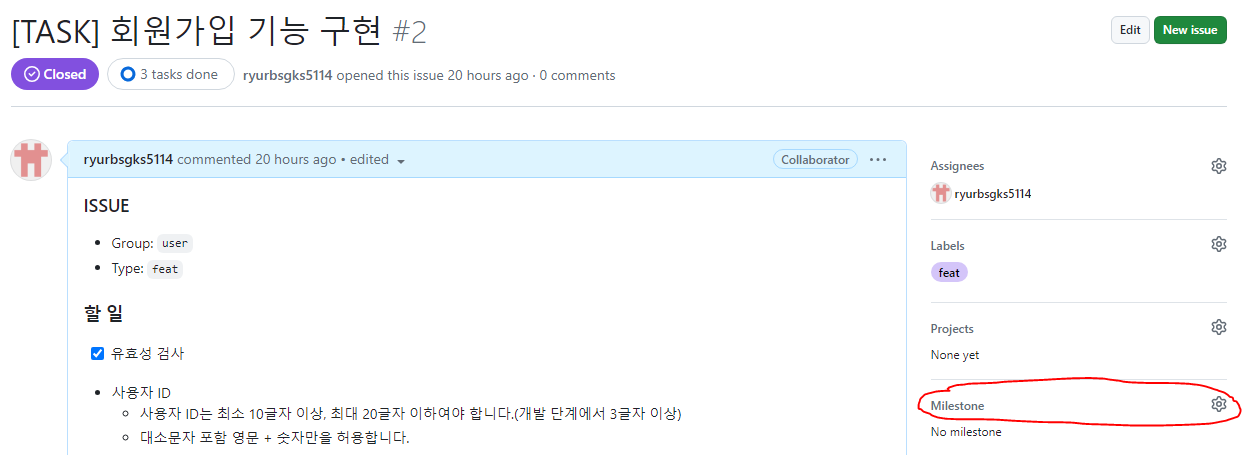 [TASK] 회원가입 기능 구현 #2
Edit
New issue
Closed
3 tasks done
ryurbsgks5114 opened this issue 20 hours ago · 0 comments
ryurbsgks5114 commented 20 hours ago • edited
Collaborator
ISSUE
Group: user
Type: feat
할 일
유효성 검사
사용자 ID
사용자 ID는 최소 10글자 이상, 최대 20글자 이하여야 합니다.(개발 단계에서 3글자 이상)
대소문자 포함 영문 + 숫자만을 허용합니다.
Assignees
ryurbsgks5114
Labels
feat
Projects
None yet
Milestone
No milestone